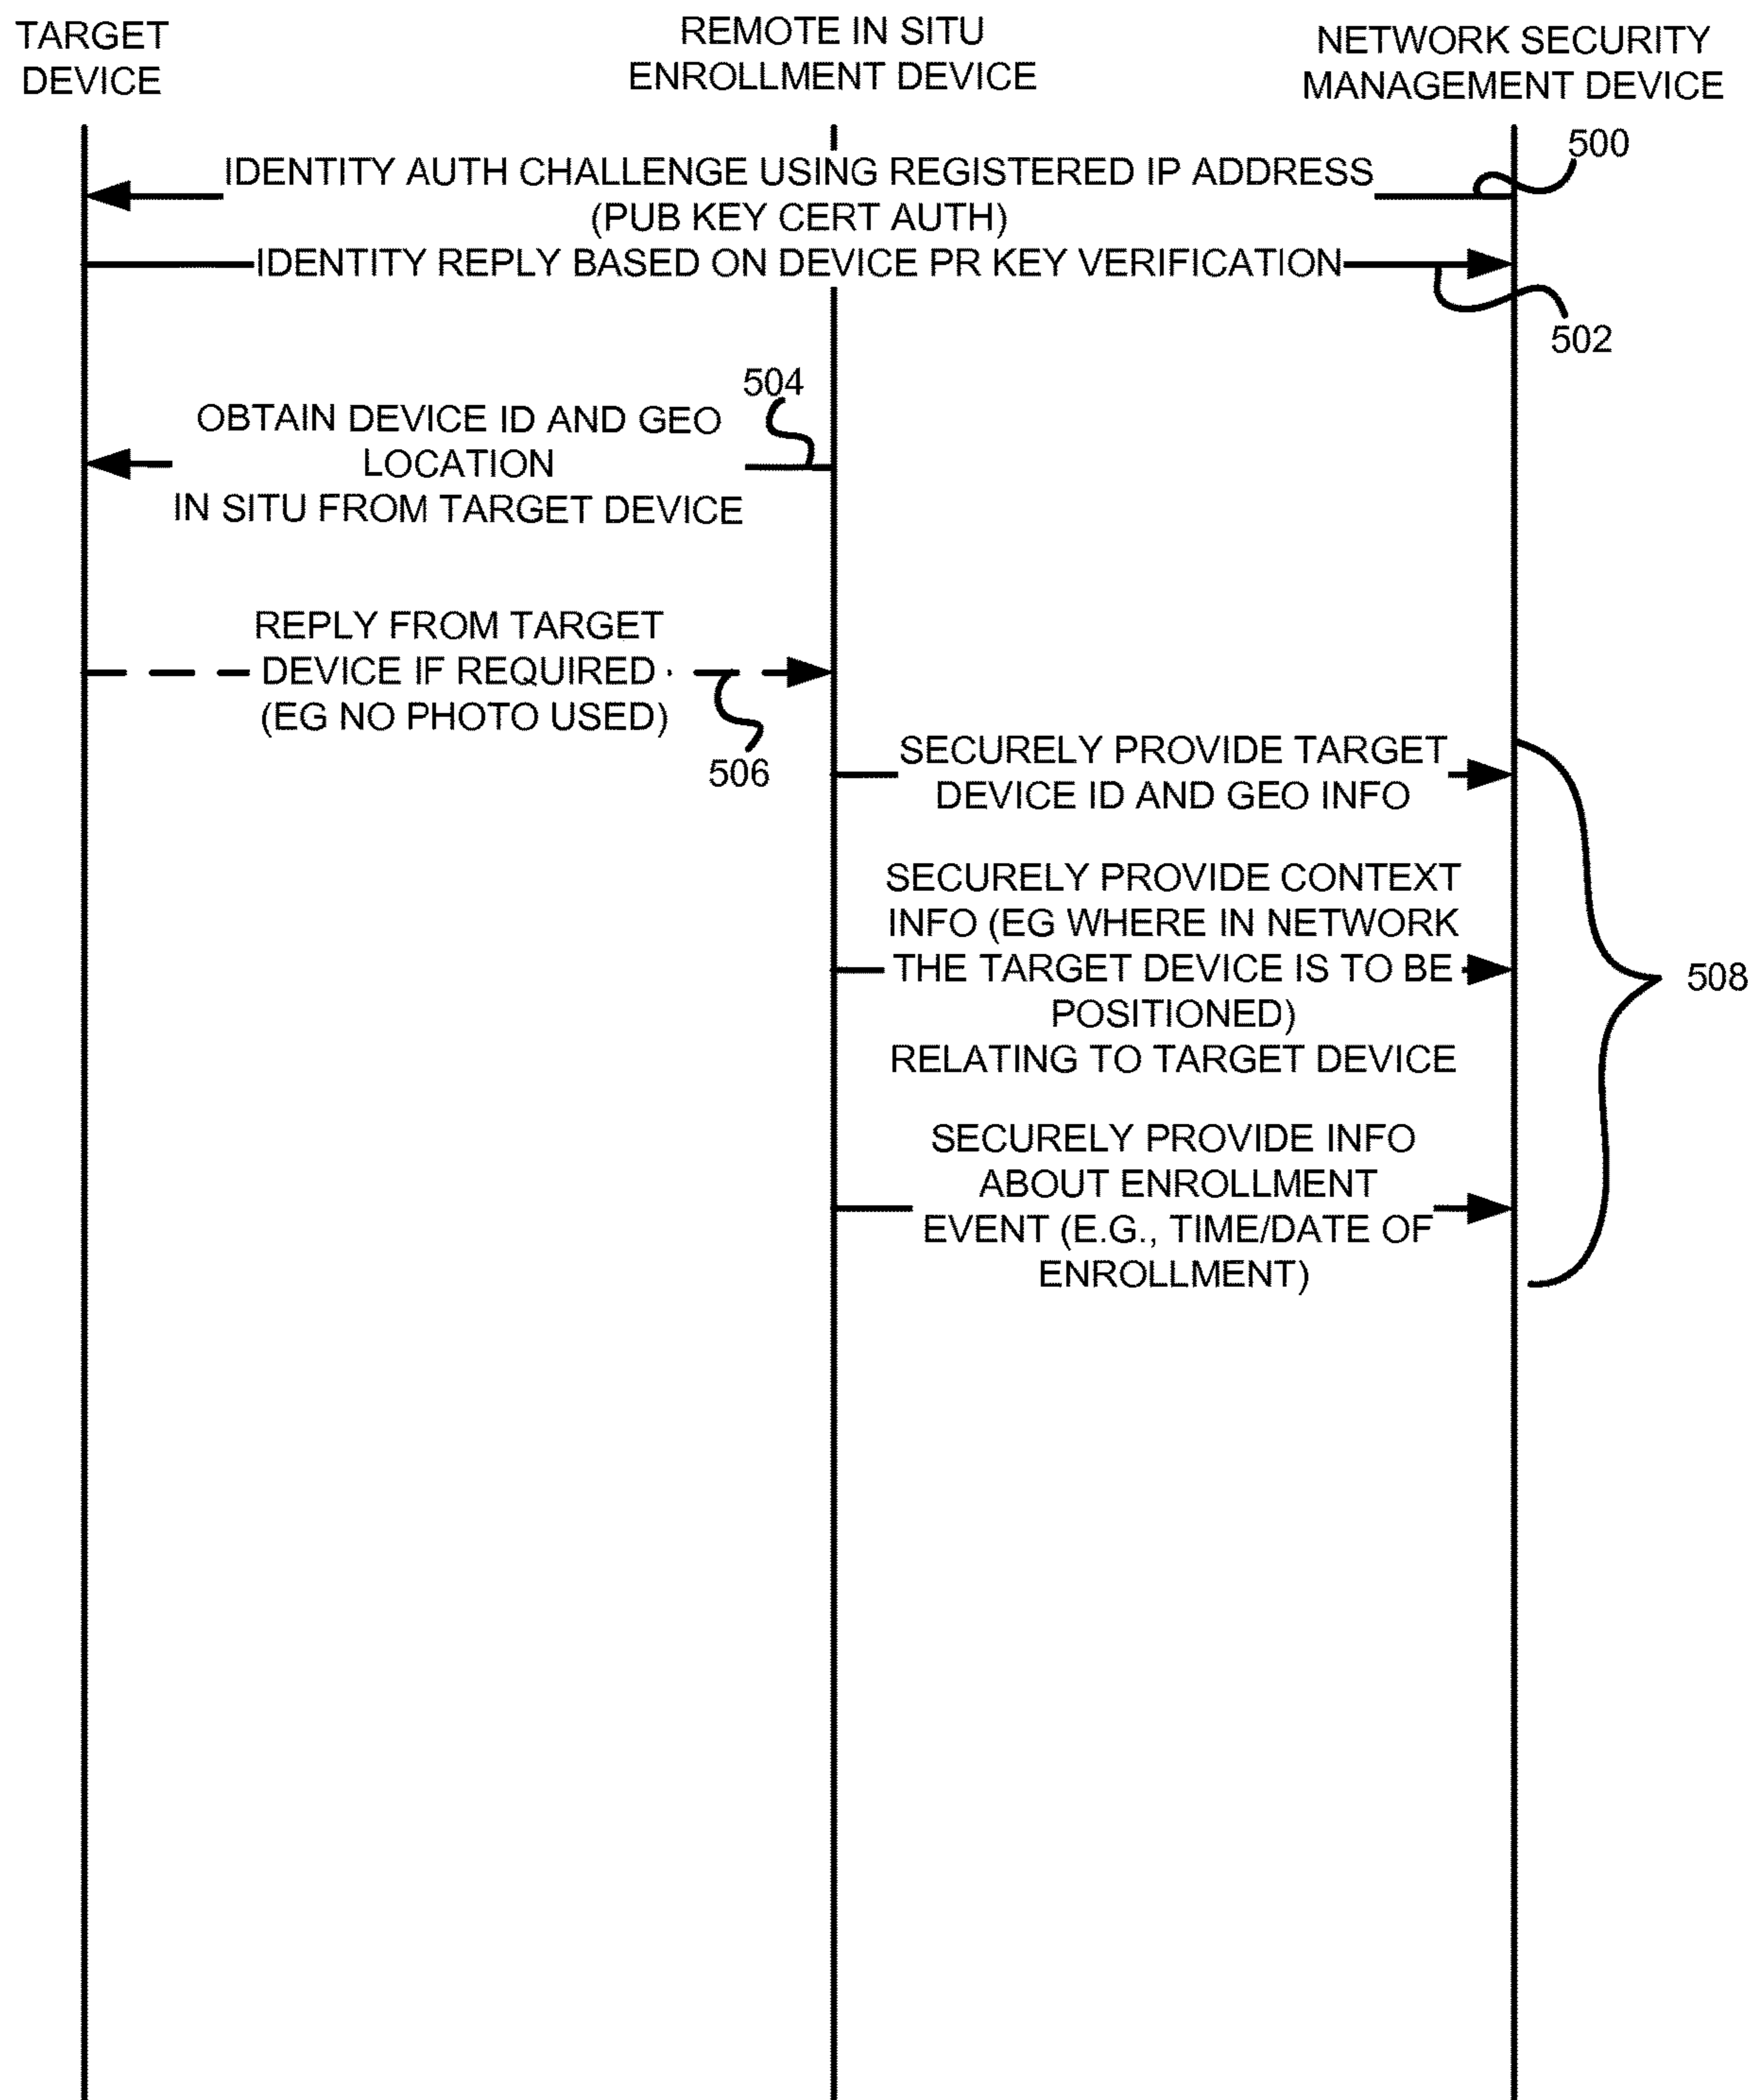 TARGET
DEVICE
REMOTE IN SITU
ENROLLMENT DEVICE
NETWORK SECURITY
MANAGEMENT DEVICE
500
IDENTITY AUTH CHALLENGE USING REGISTERED IP ADDRESS
(PUB KEY CERT AUTH)
IDENTITY REPLY BASED ON DEVICE PR KEY VERIFICATION
502
504
OBTAIN DEVICE ID AND GEO
LOCATION
IN SITU FROM TARGET DEVICE
REPLY FROM TARGET
DEVICE IF REQUIRED
(EG NO PHOTO USED)
506
SECURELY PROVIDE TARGET
DEVICE ID AND GEO INFO
SECURELY PROVIDE CONTEXT
INFO (EG WHERE IN NETWORK
THE TARGET DEVICE IS TO BE
POSITIONED)
RELATING TO TARGET DEVICE
508
SECURELY PROVIDE INFO
ABOUT ENROLLMENT
EVENT (E.G., TIME/DATE OF
ENROLLMENT)